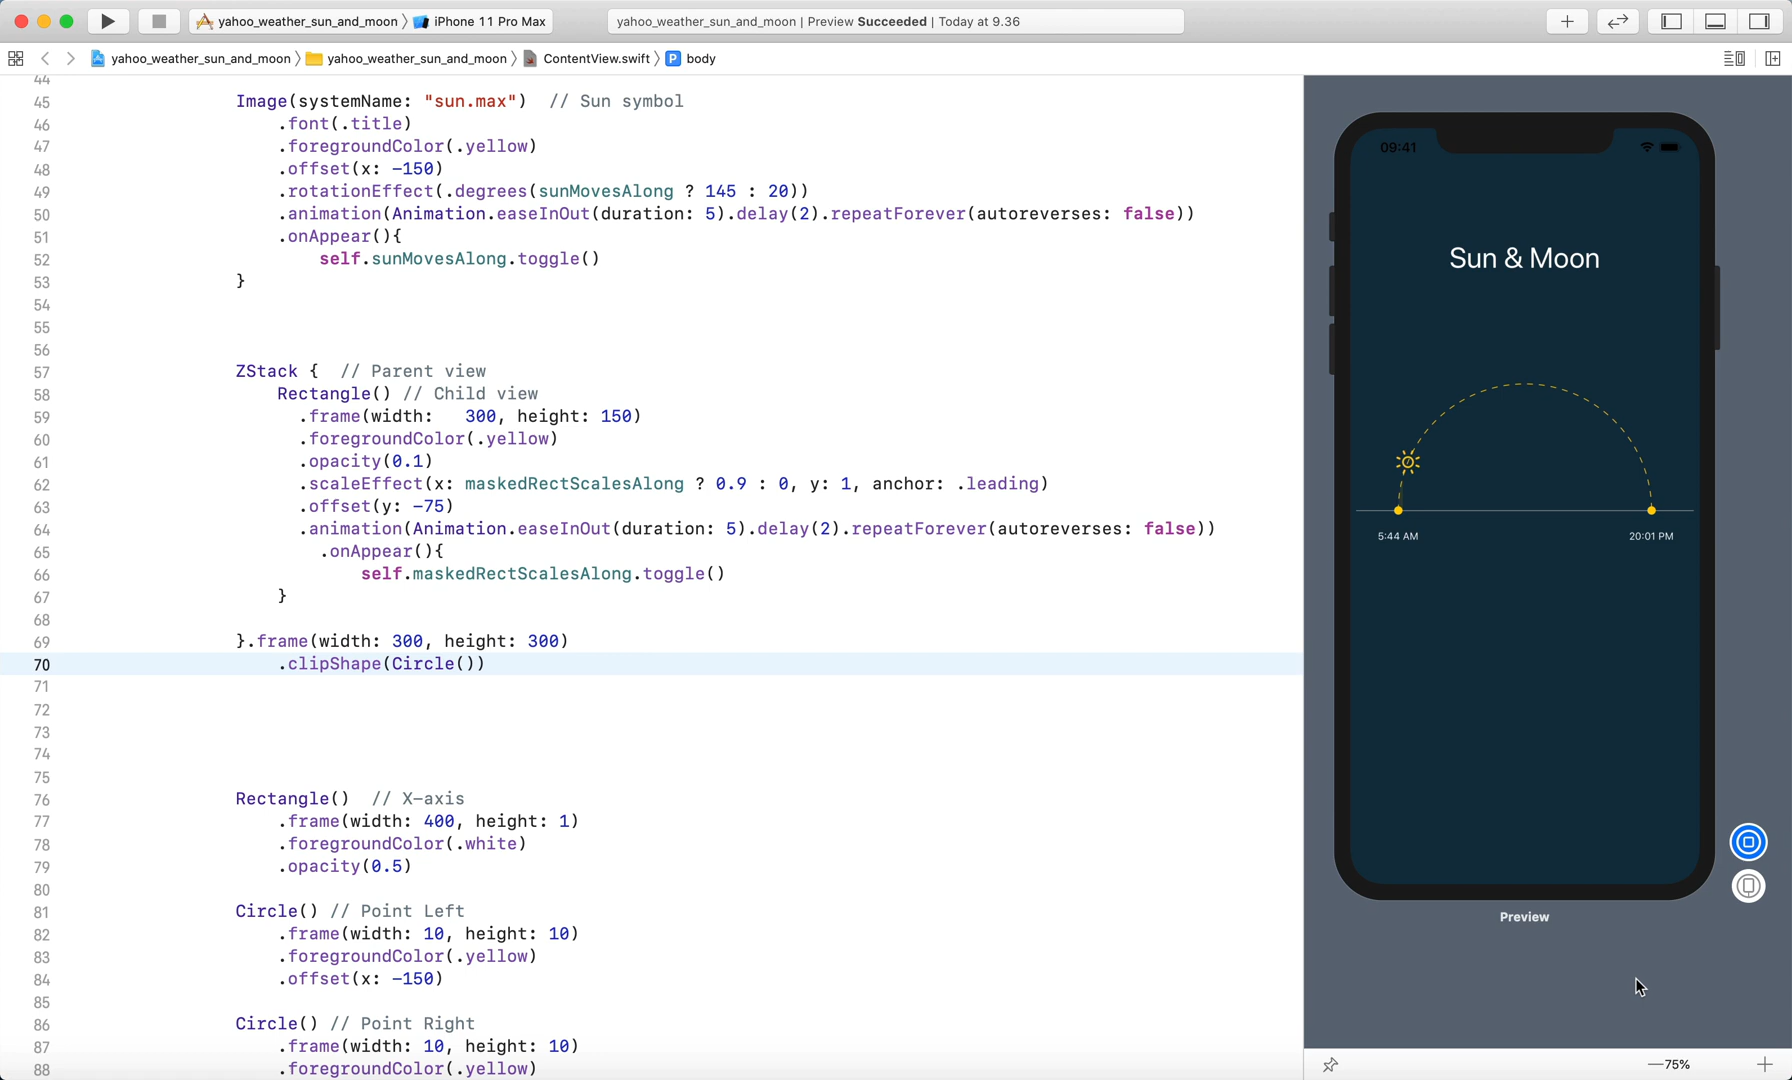 yahoo_weather_sun_and_moon 〉 iPhone 11 Pro Max
yahoo_weather_sun_and_moon | Preview Succeeded | Today at 9.36
yahoo_weather_sun_and_moon 〉 yahoo_weather_sun_and_moon 〉 ContentView.swift 〉 P body
44
45 Image(systemName: "sun.max")  // Sun symbol
46 .font(.title)
47 .foregroundColor(.yellow)
48 .offset(x: -150)
49 .rotationEffect(.degrees(sunMovesAlong ? 145 : 20))
50 .animation(Animation.easeInOut(duration: 5).delay(2).repeatForever(autoreverses: false))
51 .onAppear(){
52 self.sunMovesAlong.toggle()
53 }
54
55
56
57 ZStack {  // Parent view
58 Rectangle() // Child view
59 .frame(width:   300, height: 150)
60 .foregroundColor(.yellow)
61 .opacity(0.1)
62 .scaleEffect(x: maskedRectScalesAlong ? 0.9 : 0, y: 1, anchor: .leading)
63 .offset(y: -75)
64 .animation(Animation.easeInOut(duration: 5).delay(2).repeatForever(autoreverses: false))
65 .onAppear(){
66 self.maskedRectScalesAlong.toggle()
67 }
68
69 }.frame(width: 300, height: 300)
70 .clipShape(Circle())
71
72
73
74
75
76 Rectangle()  // X-axis
77 .frame(width: 400, height: 1)
78 .foregroundColor(.white)
79 .opacity(0.5)
80
81 Circle() // Point Left
82 .frame(width: 10, height: 10)
83 .foregroundColor(.yellow)
84 .offset(x: -150)
85
86 Circle() // Point Right
87 .frame(width: 10, height: 10)
88 .foregroundColor(.yellow)
09:41
Sun & Moon
5:44 AM
20:01 PM
Preview
75%